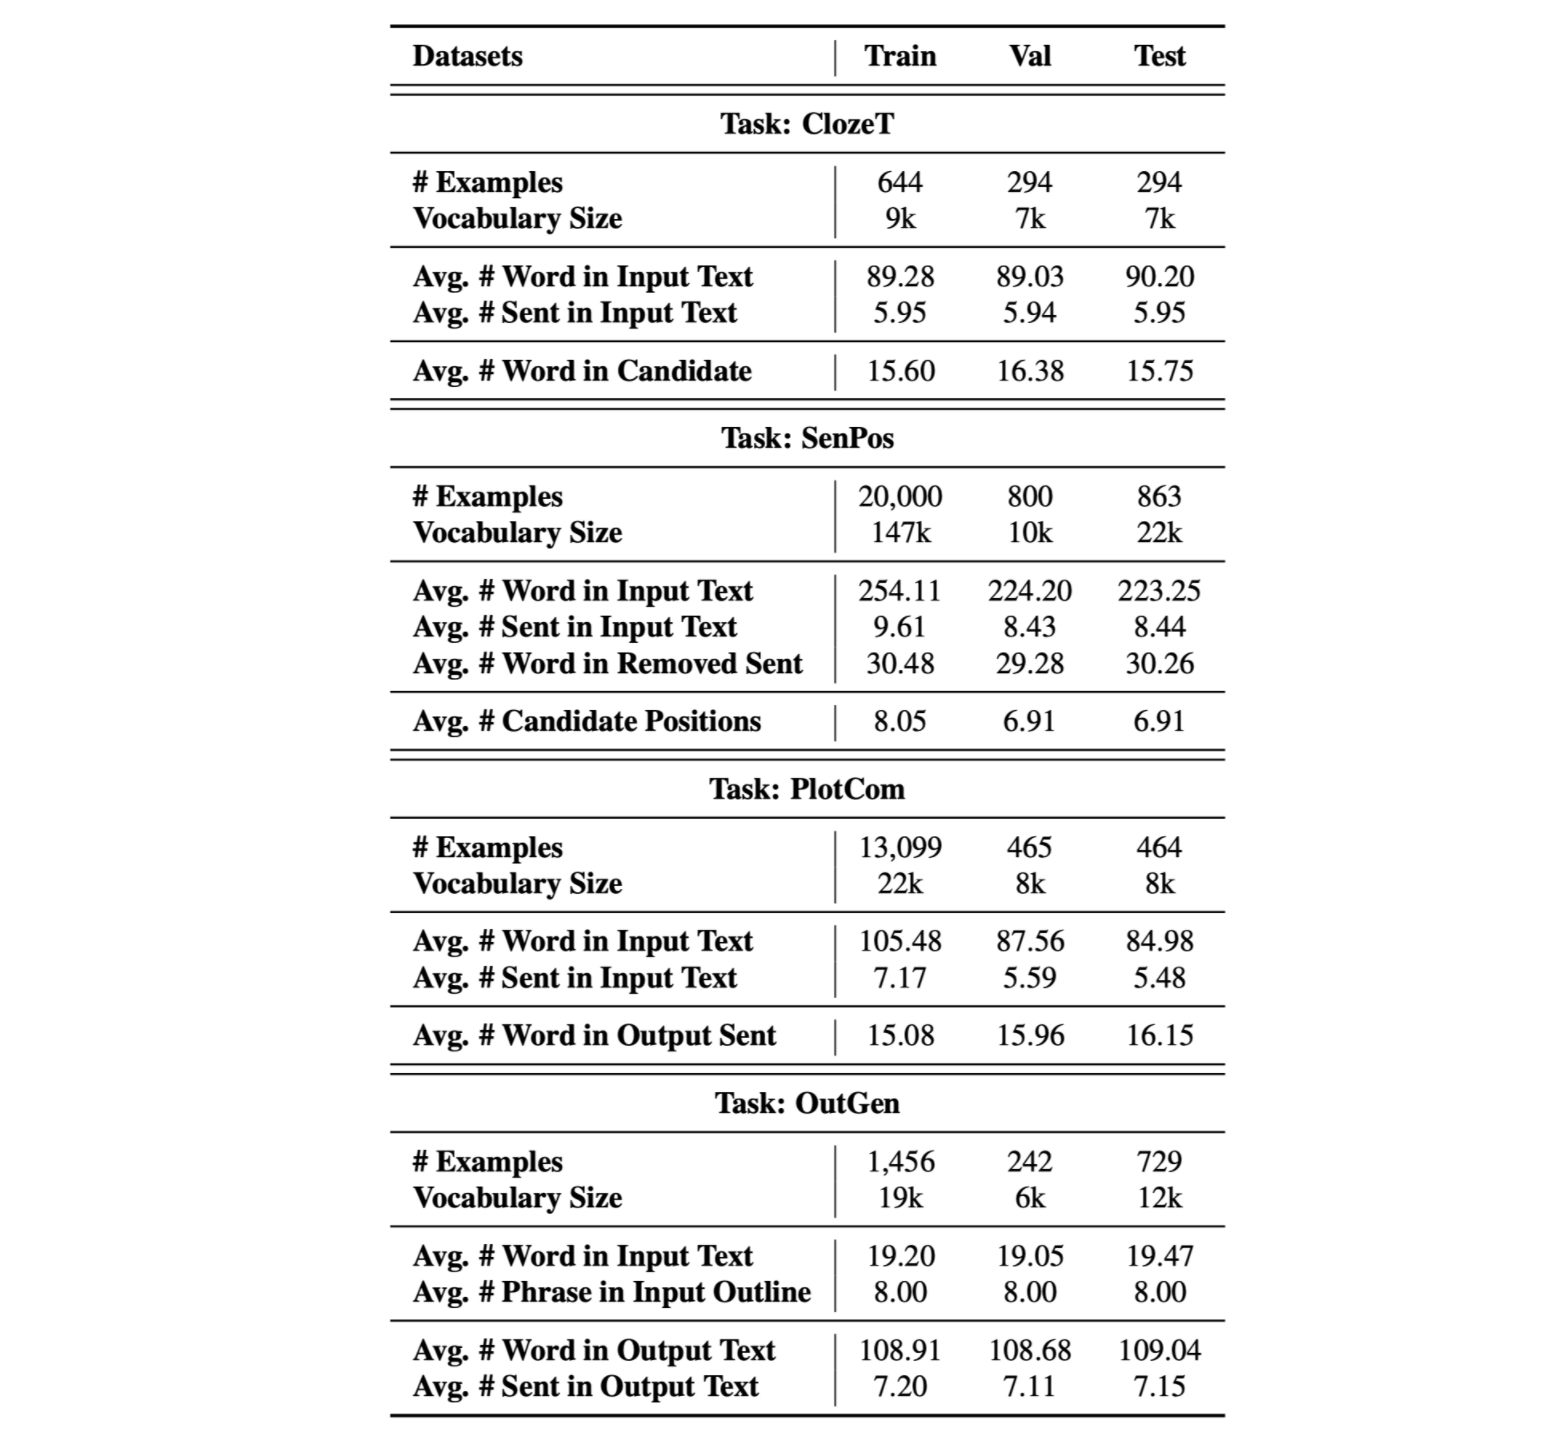 Datasets Train Val Test
Task: ClozeT
# Examples 644 294 294
Vocabulary Size 9k 7k 7k
Avg. # Word in Input Text 89.28 89.03 90.20
Avg. # Sent in Input Text 5.95 5.94 5.95
Avg. # Word in Candidate 15.60 16.38 15.75
Task: SenPos
# Examples 20,000 800 863
Vocabulary Size 147k 10k 22k
Avg. # Word in Input Text 254.11 224.20 223.25
Avg. # Sent in Input Text 9.61 8.43 8.44
Avg. # Word in Removed Sent 30.48 29.28 30.26
Avg. # Candidate Positions 8.05 6.91 6.91
Task: PlotCom
# Examples 13,099 465 464
Vocabulary Size 22k 8k 8k
Avg. # Word in Input Text 105.48 87.56 84.98
Avg. # Sent in Input Text 7.17 5.59 5.48
Avg. # Word in Output Sent 15.08 15.96 16.15
Task: OutGen
# Examples 1,456 242 729
Vocabulary Size 19k 6k 12k
Avg. # Word in Input Text 19.20 19.05 19.47
Avg. # Phrase in Input Outline 8.00 8.00 8.00
Avg. # Word in Output Text 108.91 108.68 109.04
Avg. # Sent in Output Text 7.20 7.11 7.15